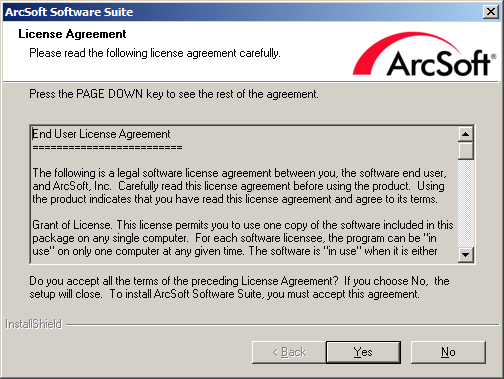 ArcSoft Software Suite
License Agreement
Please read the following license agreement carefully.
ArcSoft®
Press the PAGE DOWN key to see the rest of the agreement.
End User License Agreement
=========================
The following is a legal software license agreement between you, the software end user,
and ArcSoft, Inc. Carefully read this license agreement before using the product. Using
the product indicates that you have read this license agreement and agree to its terms.
Grant of License. This license permits you to use one copy of the software included in this
package on any single computer. For each software licensee, the program can be "in
use" on only one computer at any given time. The software is "in use" when it is either
Do you accept all the terms of the preceding License Agreement? If you choose No, the
setup will close. To install ArcSoft Software Suite, you must accept this agreement.
InstallShield
< Back
Yes
No